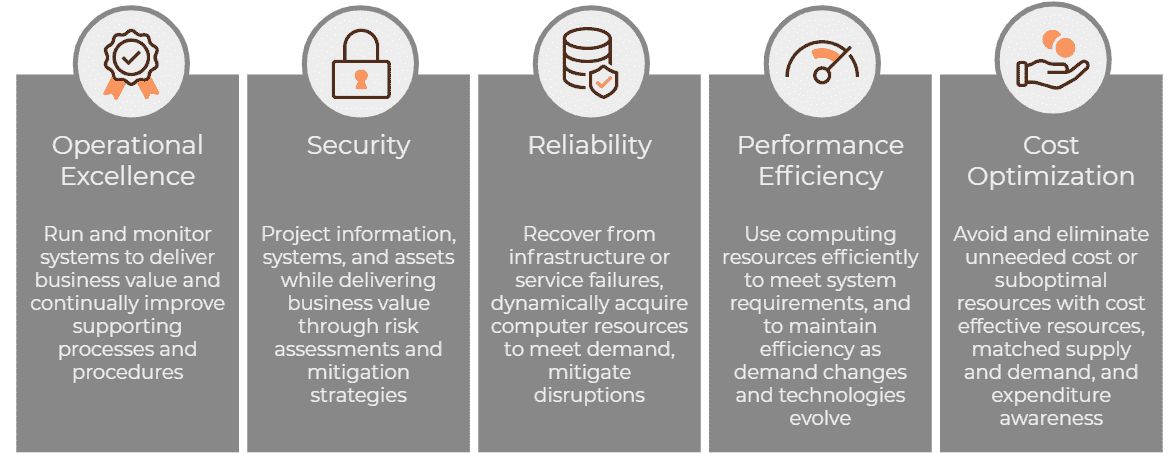 Operational
Excellence
Run and monitor
systems to deliver
business value and
continually improve
supporting
processes and
procedures
Security
Project information,
systems, and assets
while delivering
business value
through risk
assessments and
mitigation
strategies
Reliability
Recover from
infrastructure or
service failures,
dynamically acquire
computer resources
to meet demand,
mitigate
disruptions
Performance
Efficiency
Use computing
resources efficiently
to meet system
requirements, and
to maintain
efficiency as
demand changes
and technologies
evolve
Cost
Optimization
Avoid and eliminate
unneeded cost or
suboptimal
resources with cost
effective resources,
matched supply
and demand, and
expenditure
awareness